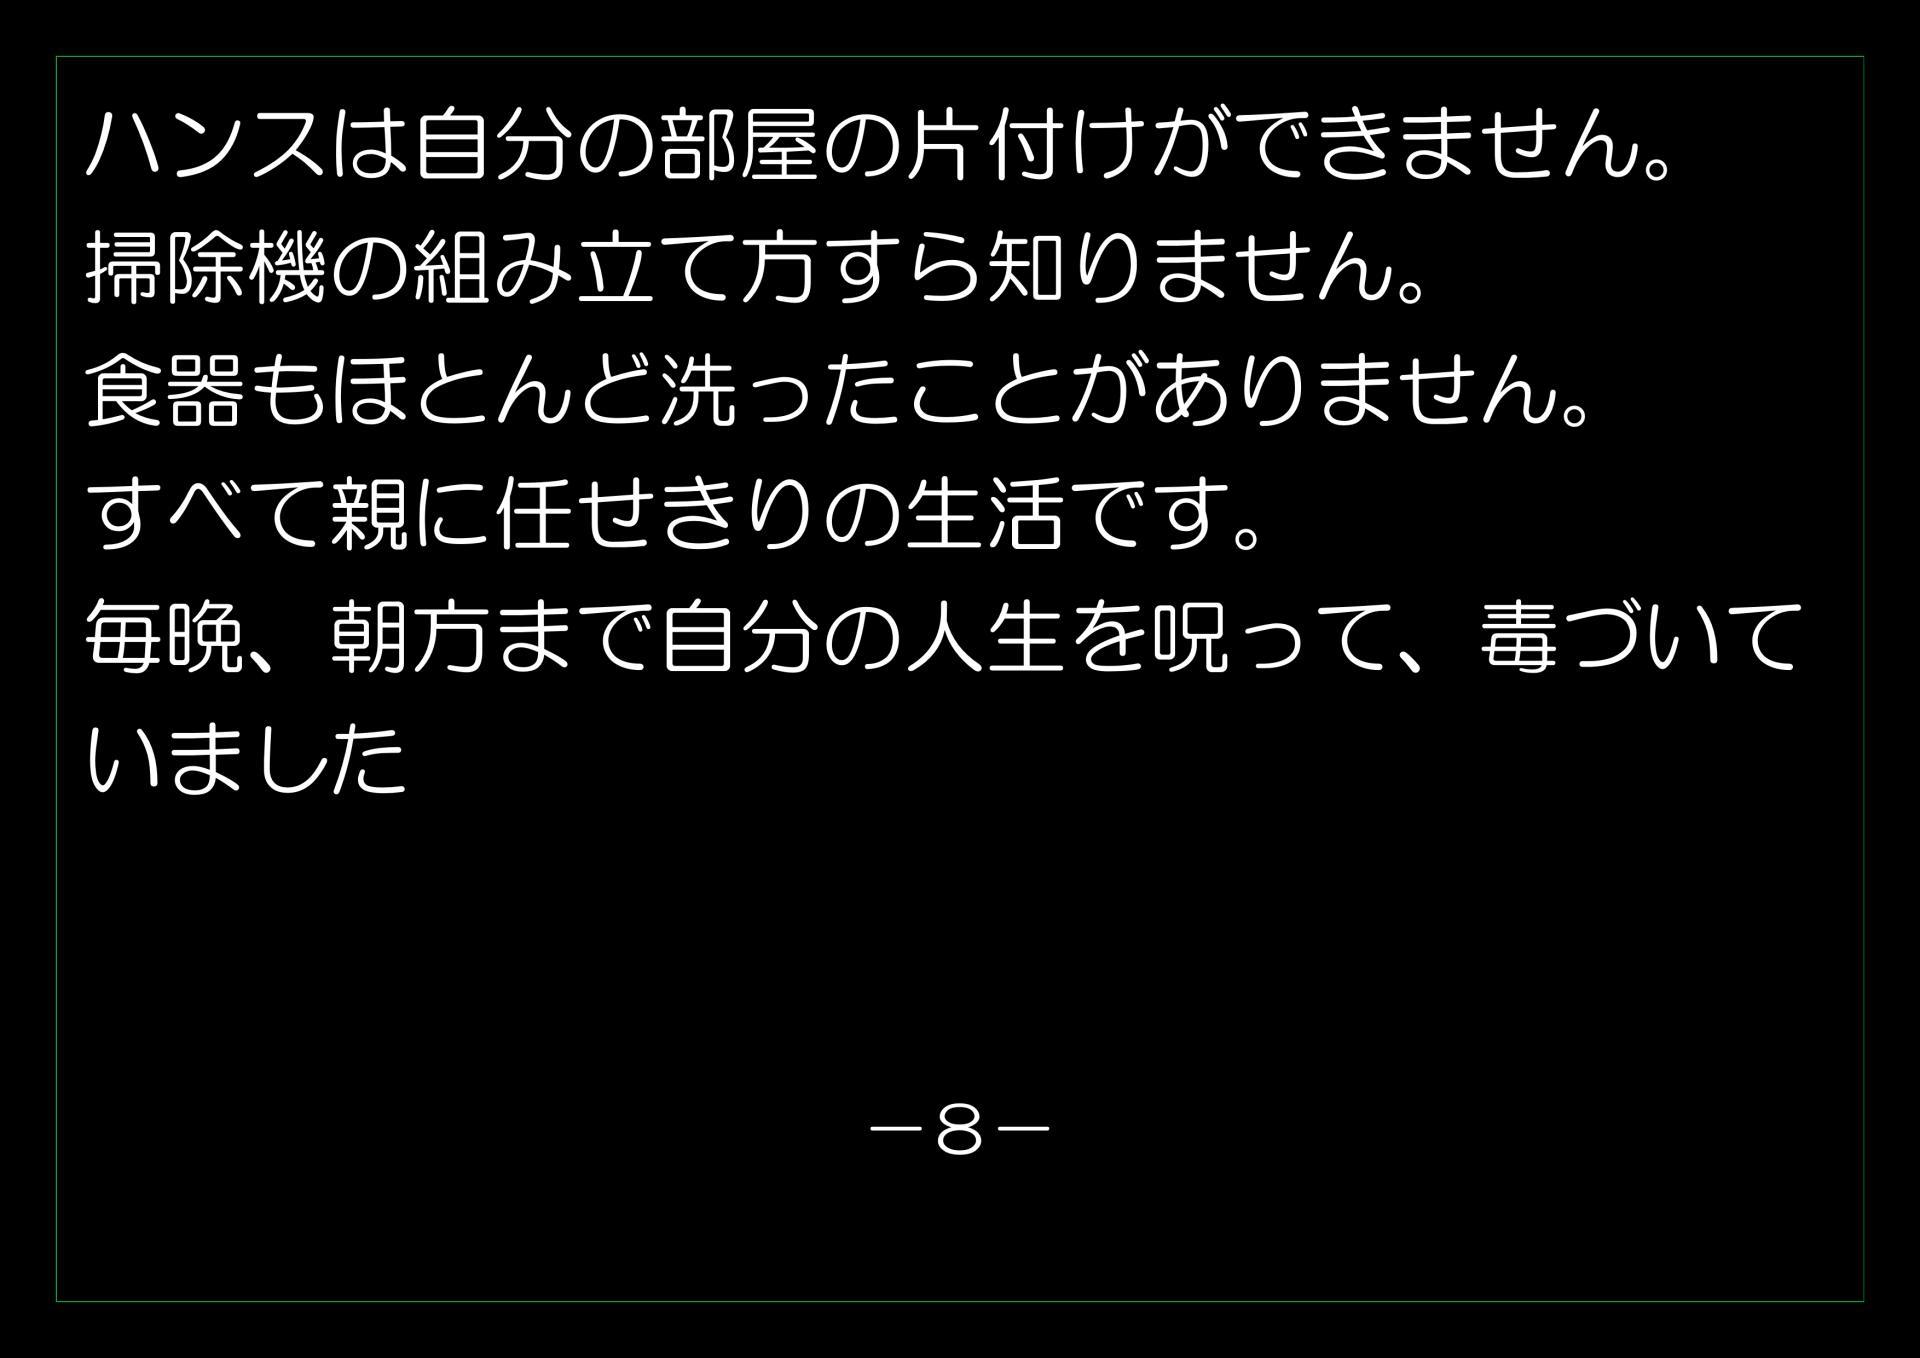 ハンスは自分の部屋の片付けができません。
掃除機の組み立て方すら知りません。
食器もほとんど洗ったことがありません。
すべて親に任せきりの生活です。
毎晩、朝方まで自分の人生を呪って、毒づいて
いました
－8－